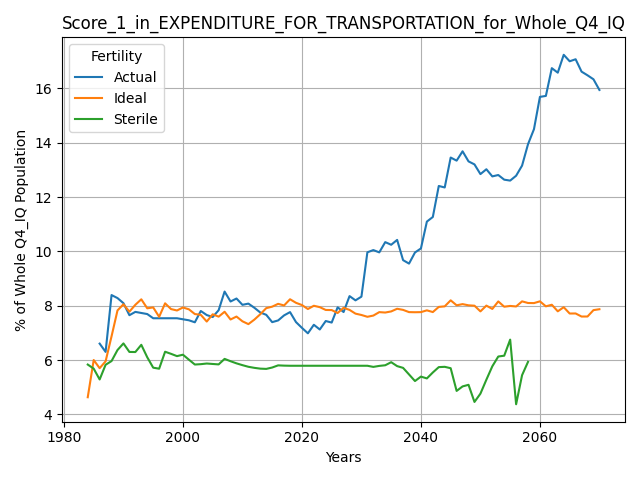 Score_1_in_EXPENDITURE_FOR_TRANSPORTATION_for_Whole_Q4_IQ
Fertility
Actual
Ideal
Sterile
% of Whole Q4_IQ Population
16
14
12
10
8
6
4
1980
2000
2020
2040
2060
Years